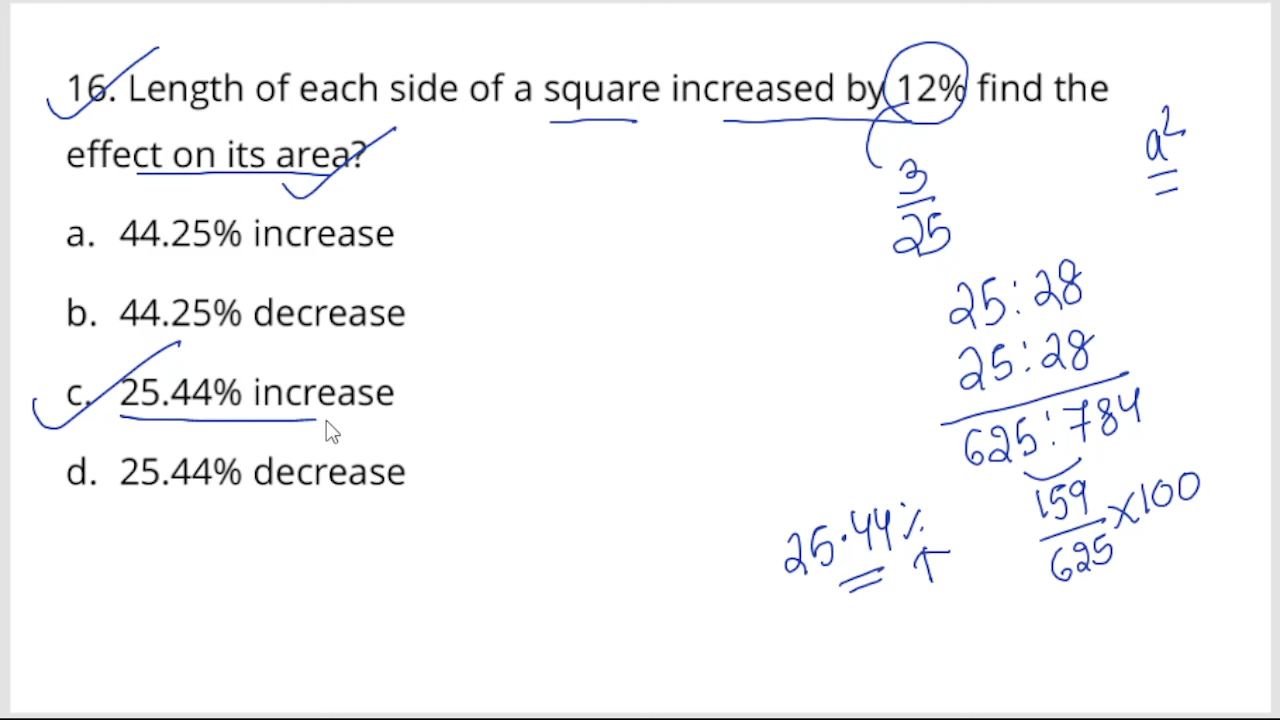 16. Length of each side of a square increased by 12% find the
effect on its area?
a. 44.25% increase
b. 44.25% decrease
c. 25.44% increase
d. 25.44% decrease
a²
3
25
25:28
25:28
625:784
159
625
×100
25.44% ↑